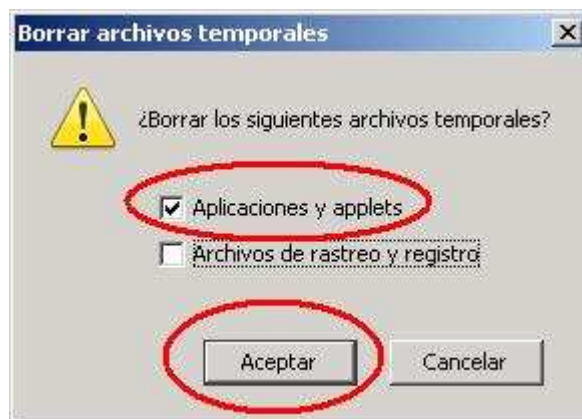 Borrar archivos temporales
¿Borrar los siguientes archivos temporales?
Aplicaciones y applets
Archivos de rastreo y registro
Aceptar Cancelar